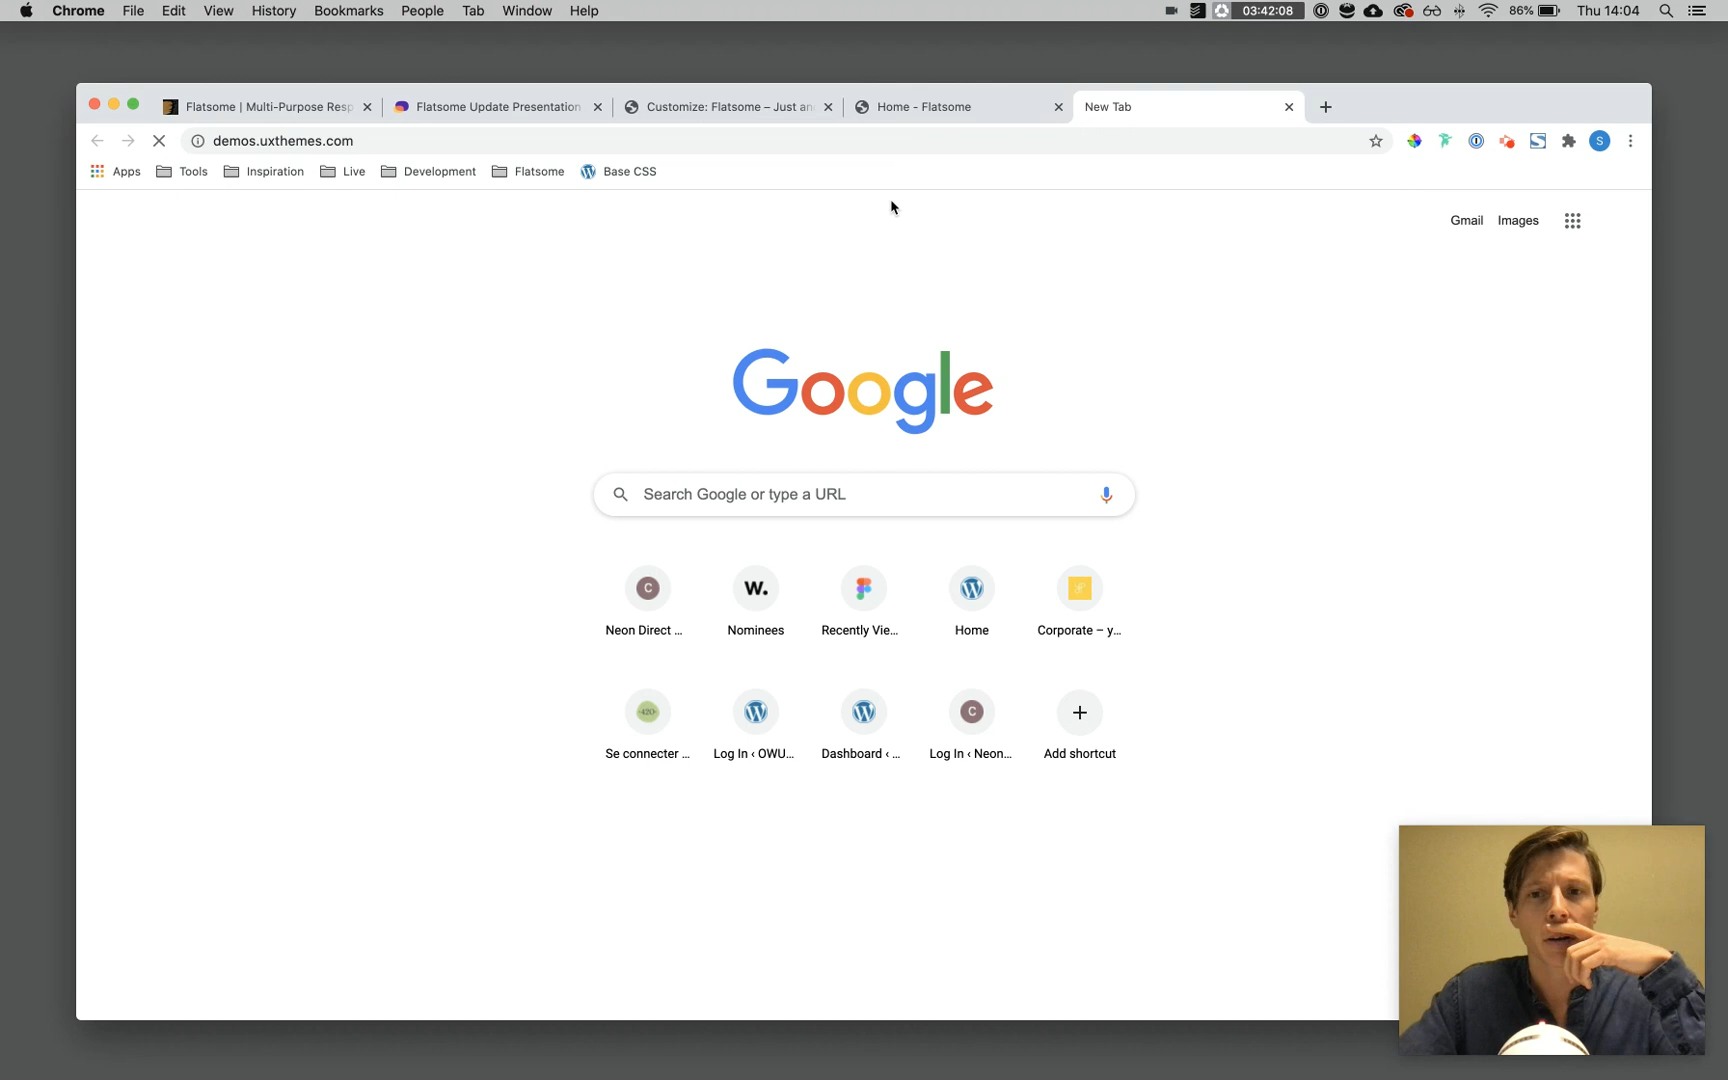 Chrome File Edit View History Bookmarks People Tab Window Help 03:42:08 86% Thu 14:04
Flatsome | Multi-Purpose Resp Flatsome Update Presentation Customize: Flatsome – Just an Home - Flatsome New Tab
demos.uxthemes.com S
Apps Tools Inspiration Live Development Flatsome Base CSS
Gmail Images
Google
Search Google or type a URL
C W.
Neon Direct ... Nominees Recently Vie... Home Corporate – y...
420 C
Se connecter ... Log In ‹ OWU... Dashboard ‹ ... Log In ‹ Neon... Add shortcut